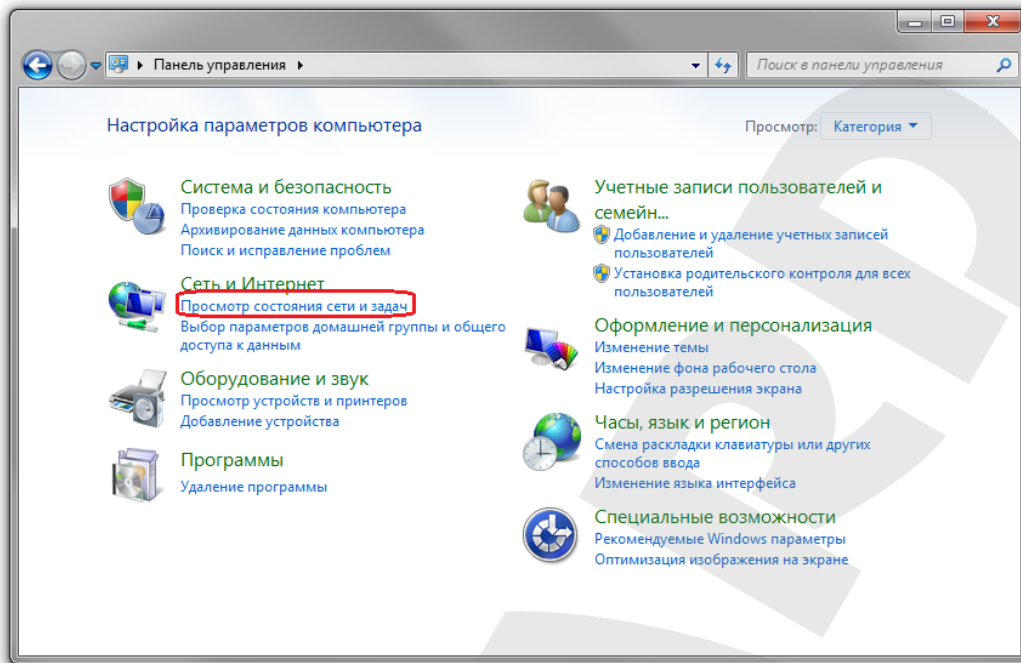 Панель управления
Поиск в панели управления
Настройка параметров компьютера
Просмотр: Категория
Система и безопасность
Проверка состояния компьютера
Архивирование данных компьютера
Поиск и исправление проблем
Сеть и Интернет
Просмотр состояния сети и задач
Выбор параметров домашней группы и общего
доступа к данным
Оборудование и звук
Просмотр устройств и принтеров
Добавление устройства
Программы
Удаление программы
Учетные записи пользователей и
семейн...
Добавление и удаление учетных записей
пользователей
Установка родительского контроля для всех
пользователей
Оформление и персонализация
Изменение темы
Изменение фона рабочего стола
Настройка разрешения экрана
Часы, язык и регион
Смена раскладки клавиатуры или других
способов ввода
Изменение языка интерфейса
Специальные возможности
Рекомендуемые Windows параметры
Оптимизация изображения на экране